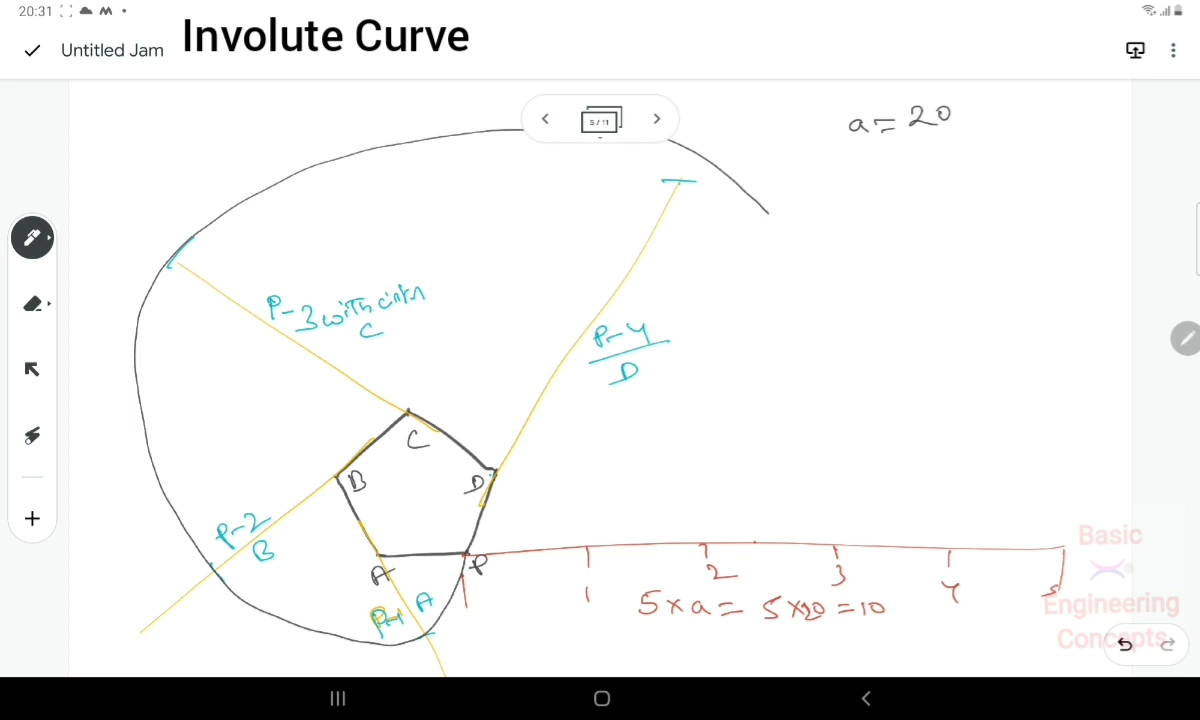 20:31
Involute Curve
Untitled Jam
5 / 11
a = 20
P-3 with cintn
C
P-4
D
C
B
D
P-2
B
A
P
P-1 A
1
2
3
4
5
5 x a = 5 x 20 = 10
Basic
Engineering
Concepts